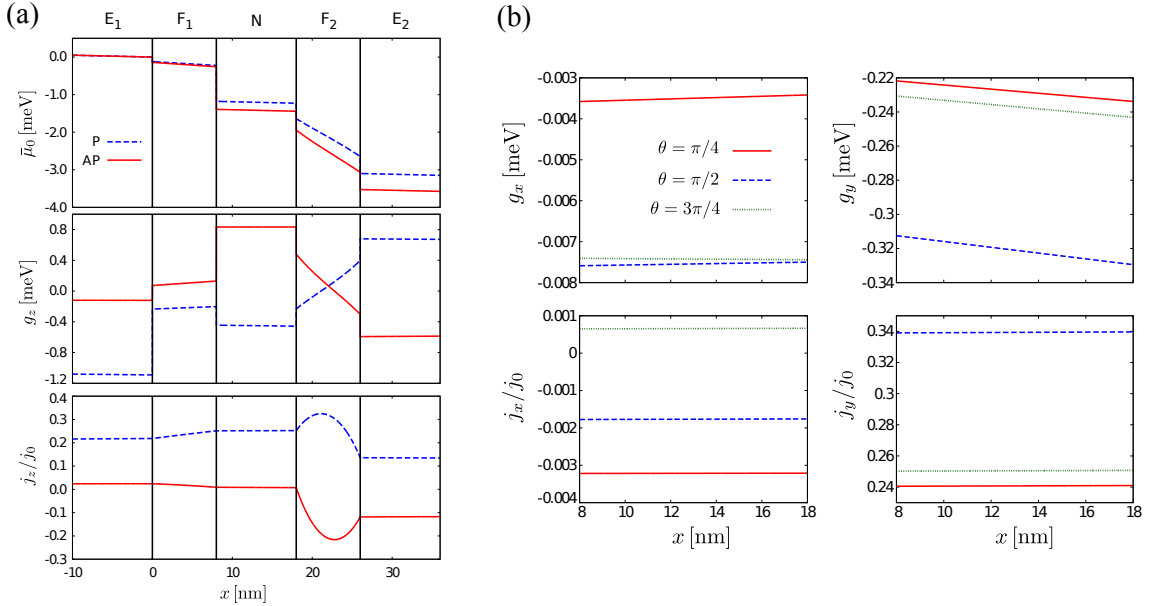 (a)
E1 F1 N F2 E2
μ̄0 [meV]
0.0
-1.0
-2.0
-3.0
-4.0
P
AP
gz [meV]
0.8
0.4
0.0
-0.4
-0.8
-1.2
jz/j0
0.4
0.3
0.2
0.1
0.0
-0.1
-0.2
-0.3
-10 0 10 20 30
x [nm]
(b)
gx [meV]
-0.003
-0.004
-0.005
-0.006
-0.007
-0.008
θ = π/4
θ = π/2
θ = 3π/4
gy [meV]
-0.22
-0.24
-0.26
-0.28
-0.3
-0.32
-0.34
jx/j0
0.001
0
-0.001
-0.002
-0.003
-0.004
8 10 12 14 16 18
x [nm]
jy/j0
0.34
0.32
0.30
0.28
0.26
0.24
8 10 12 14 16 18
x [nm]